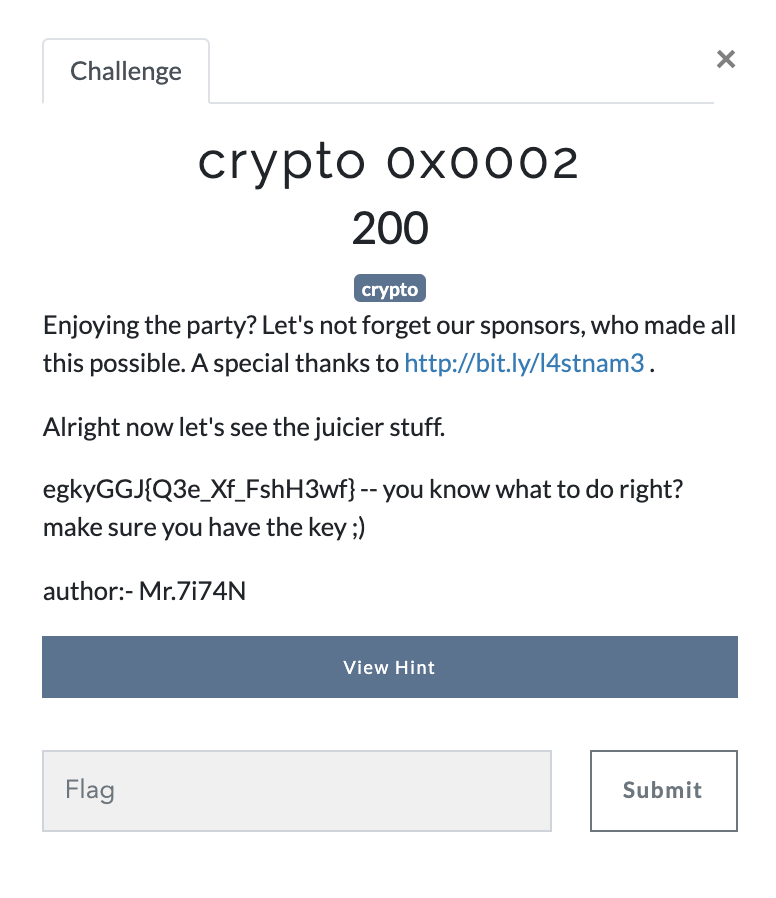 Challenge
×
crypto 0x0002
200
crypto
Enjoying the party? Let's not forget our sponsors, who made all
this possible. A special thanks to http://bit.ly/l4stnam3 .
Alright now let's see the juicier stuff.
egkyGGJ{Q3e_Xf_FshH3wf} -- you know what to do right?
make sure you have the key ;)
author:- Mr.7i74N
View Hint
Flag
Submit